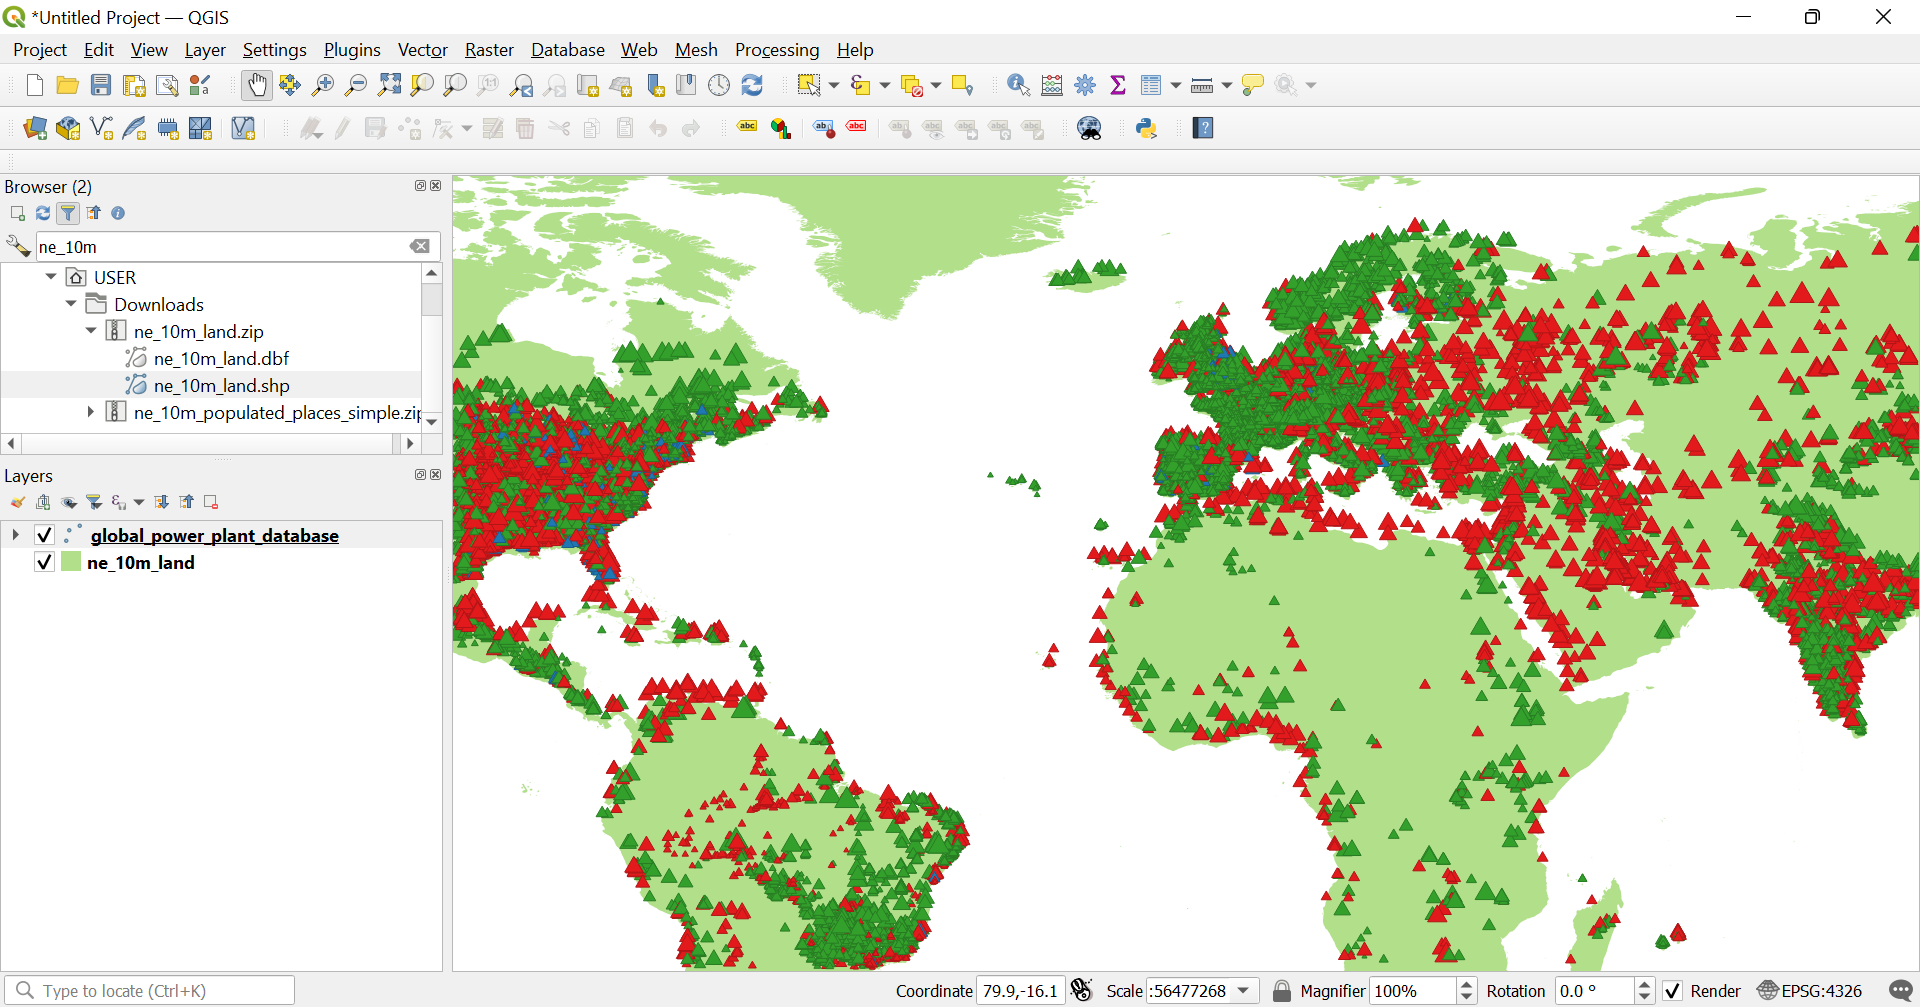 *Untitled Project — QGIS
Project Edit View Layer Settings Plugins Vector Raster Database Web Mesh Processing Help
Browser (2)
ne_10m
USER
Downloads
ne_10m_land.zip
ne_10m_land.dbf
ne_10m_land.shp
ne_10m_populated_places_simple.zip
Layers
global_power_plant_database
ne_10m_land
Type to locate (Ctrl+K)
Coordinate 79.9,-16.1 Scale :56477268 Magnifier 100% Rotation 0.0 ° Render EPSG:4326